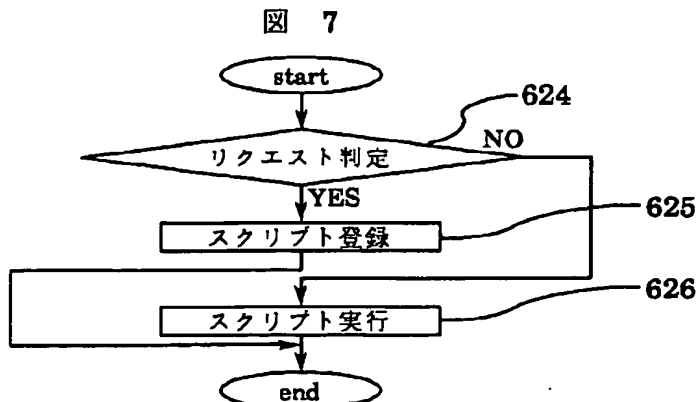 図 7
start
624
リクエスト判定
NO
YES
625
スクリプト登録
626
スクリプト実行
end